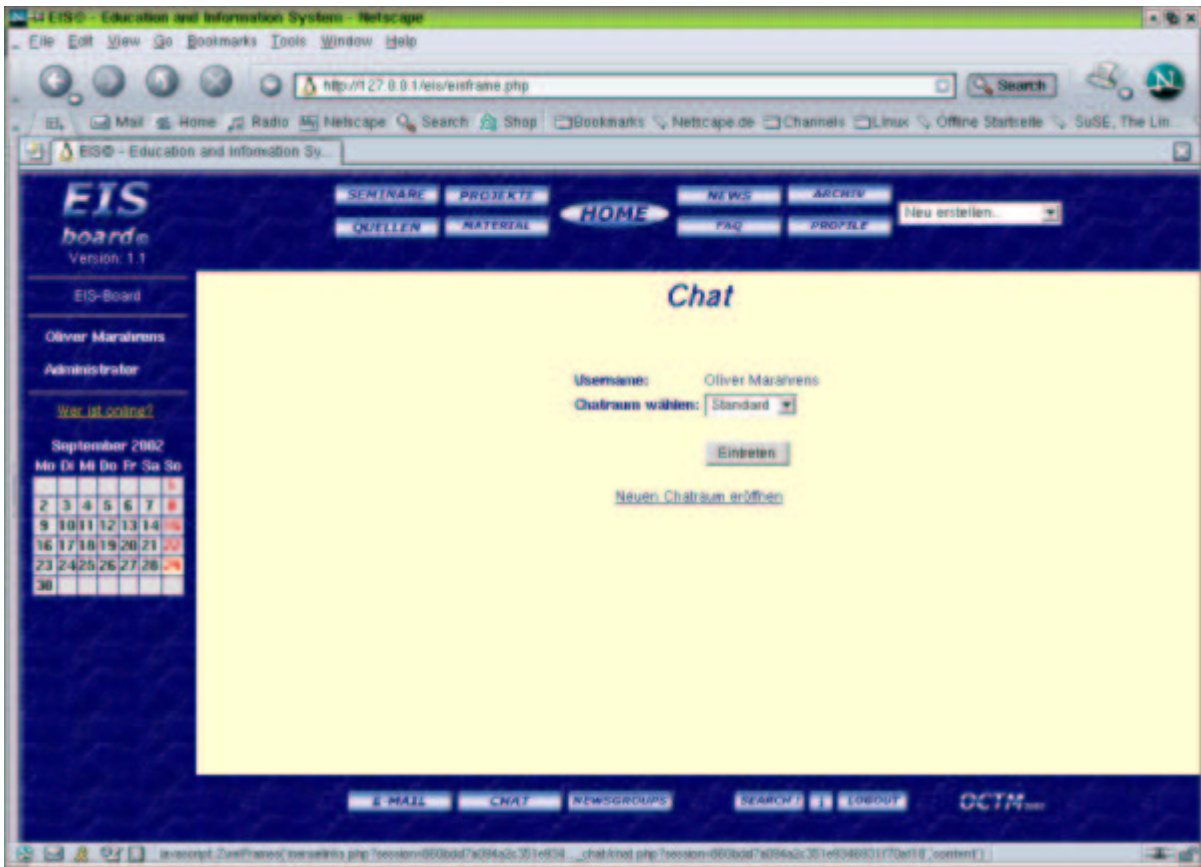 EIS© - Education and Information System - Netscape
File Edit View Go Bookmarks Tools Window Help
http://127.0.0.1/eis/eisframe.php Search
Mail Home Radio Netscape Search Shop Bookmarks Netscape.de Channels Linux Offline Startseite SuSE, The Lin...
EIS© - Education and Information Sy...
EIS
board©
Version: 1.1
SEMINARE PROJEKTE HOME NEWS ARCHIV
QUELLEN MATERIAL FAQ PROFILE
Neu erstellen...
EIS-Board
Oliver Marahrens
Administrator
Wer ist online?
September 2002
Mo Di Mi Do Fr Sa So
1
2 3 4 5 6 7 8
9 10 11 12 13 14 15
16 17 18 19 20 21 22
23 24 25 26 27 28 29
30
Chat
Username: Oliver Marahrens
Chatraum wählen: Standard
Eintreten
Neuen Chatraum eröffnen
E-MAIL CHAT NEWSGROUPS SEARCH ! i LOGOUT OCTM